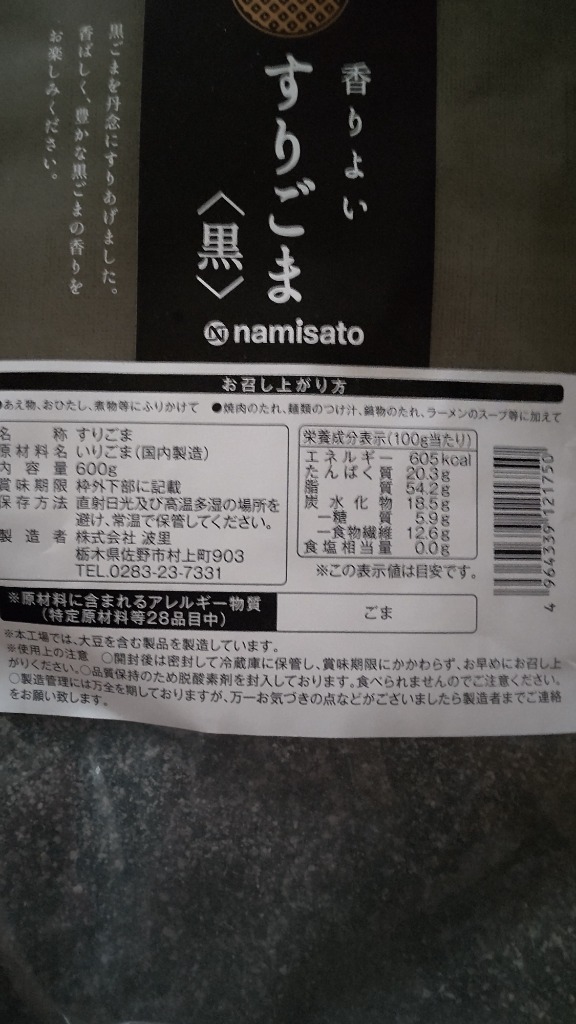 香りよい
すりごま
〈黒〉
namisato
黒ごまを丹念にすりあげました。
香ばしく、豊かな黒ごまの香りを
お楽しみください。
お召し上がり方
●あえ物、おひたし、煮物等にふりかけて ●焼肉のたれ、麺類のつけ汁、鍋物のたれ、ラーメンのスープ等に加えて
名称 すりごま
原材料名 いりごま(国内製造)
内容量 600g
賞味期限 枠外下部に記載
保存方法 直射日光及び高温多湿の場所を
避け、常温で保管してください。
製造者 株式会社 波里
栃木県佐野市村上町903
TEL.0283-23-7331
栄養成分表示(100g当たり)
エネルギー 605kcal
たんぱく質 20.3g
脂質 54.2g
炭水化物 18.5g
―糖質 5.9g
―食物繊維 12.6g
食塩相当量 0.0g
※この表示値は目安です。
4 964339 121750
※原材料に含まれるアレルギー物質
(特定原材料等28品目中)
ごま
※本工場では、大豆を含む製品を製造しています。
※使用上の注意 ○開封後は密封して冷蔵庫に保管し、賞味期限にかかわらず、お早めにお召し上
がりください。○品質保持のため脱酸素剤を封入しております。食べられませんのでご注意ください。
○製造管理には万全を期しておりますが、万一お気づきの点などがございましたら製造者までご連絡
をお願い致します。